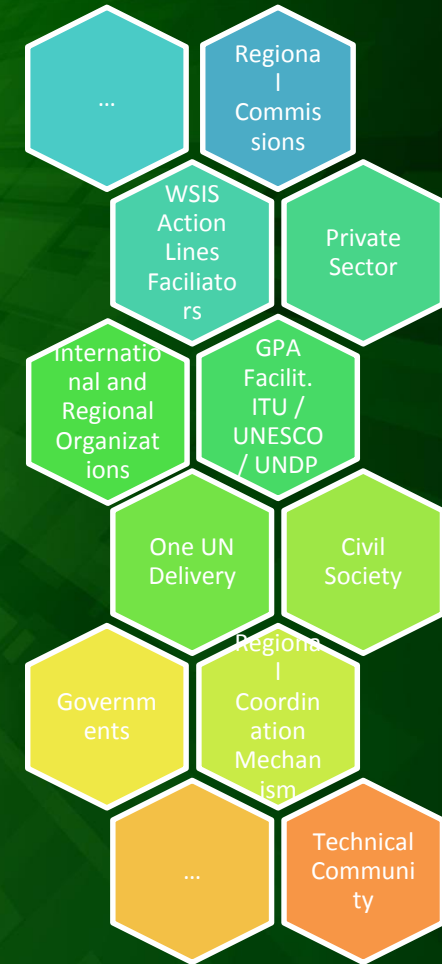 ...
Regiona
l
Commis
sions
WSIS
Action
Lines
Faciliato
rs
Private
Sector
Internatio
nal and
Regional
Organizat
ions
GPA
Facilit.
ITU /
UNESCO
/ UNDP
One UN
Delivery
Civil
Society
Governm
ents
Regiona
l
Coordin
ation
Mechan
ism
...
Technical
Communi
ty